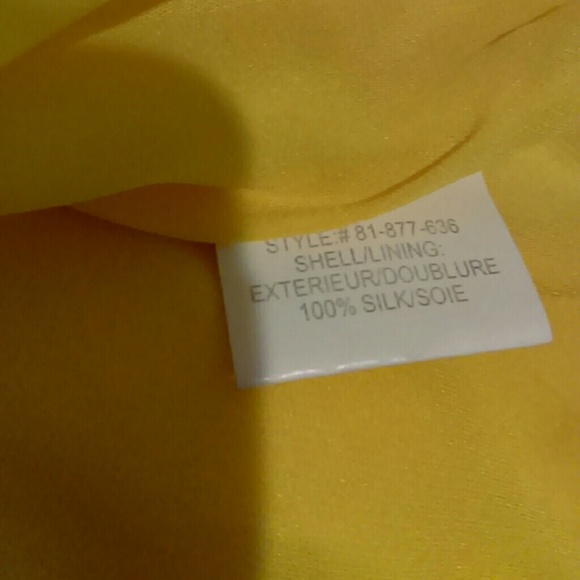 STYLE:# 81-877-636
SHELL/LINING:
EXTERIEUR/DOUBLURE
100% SILK/SOIE